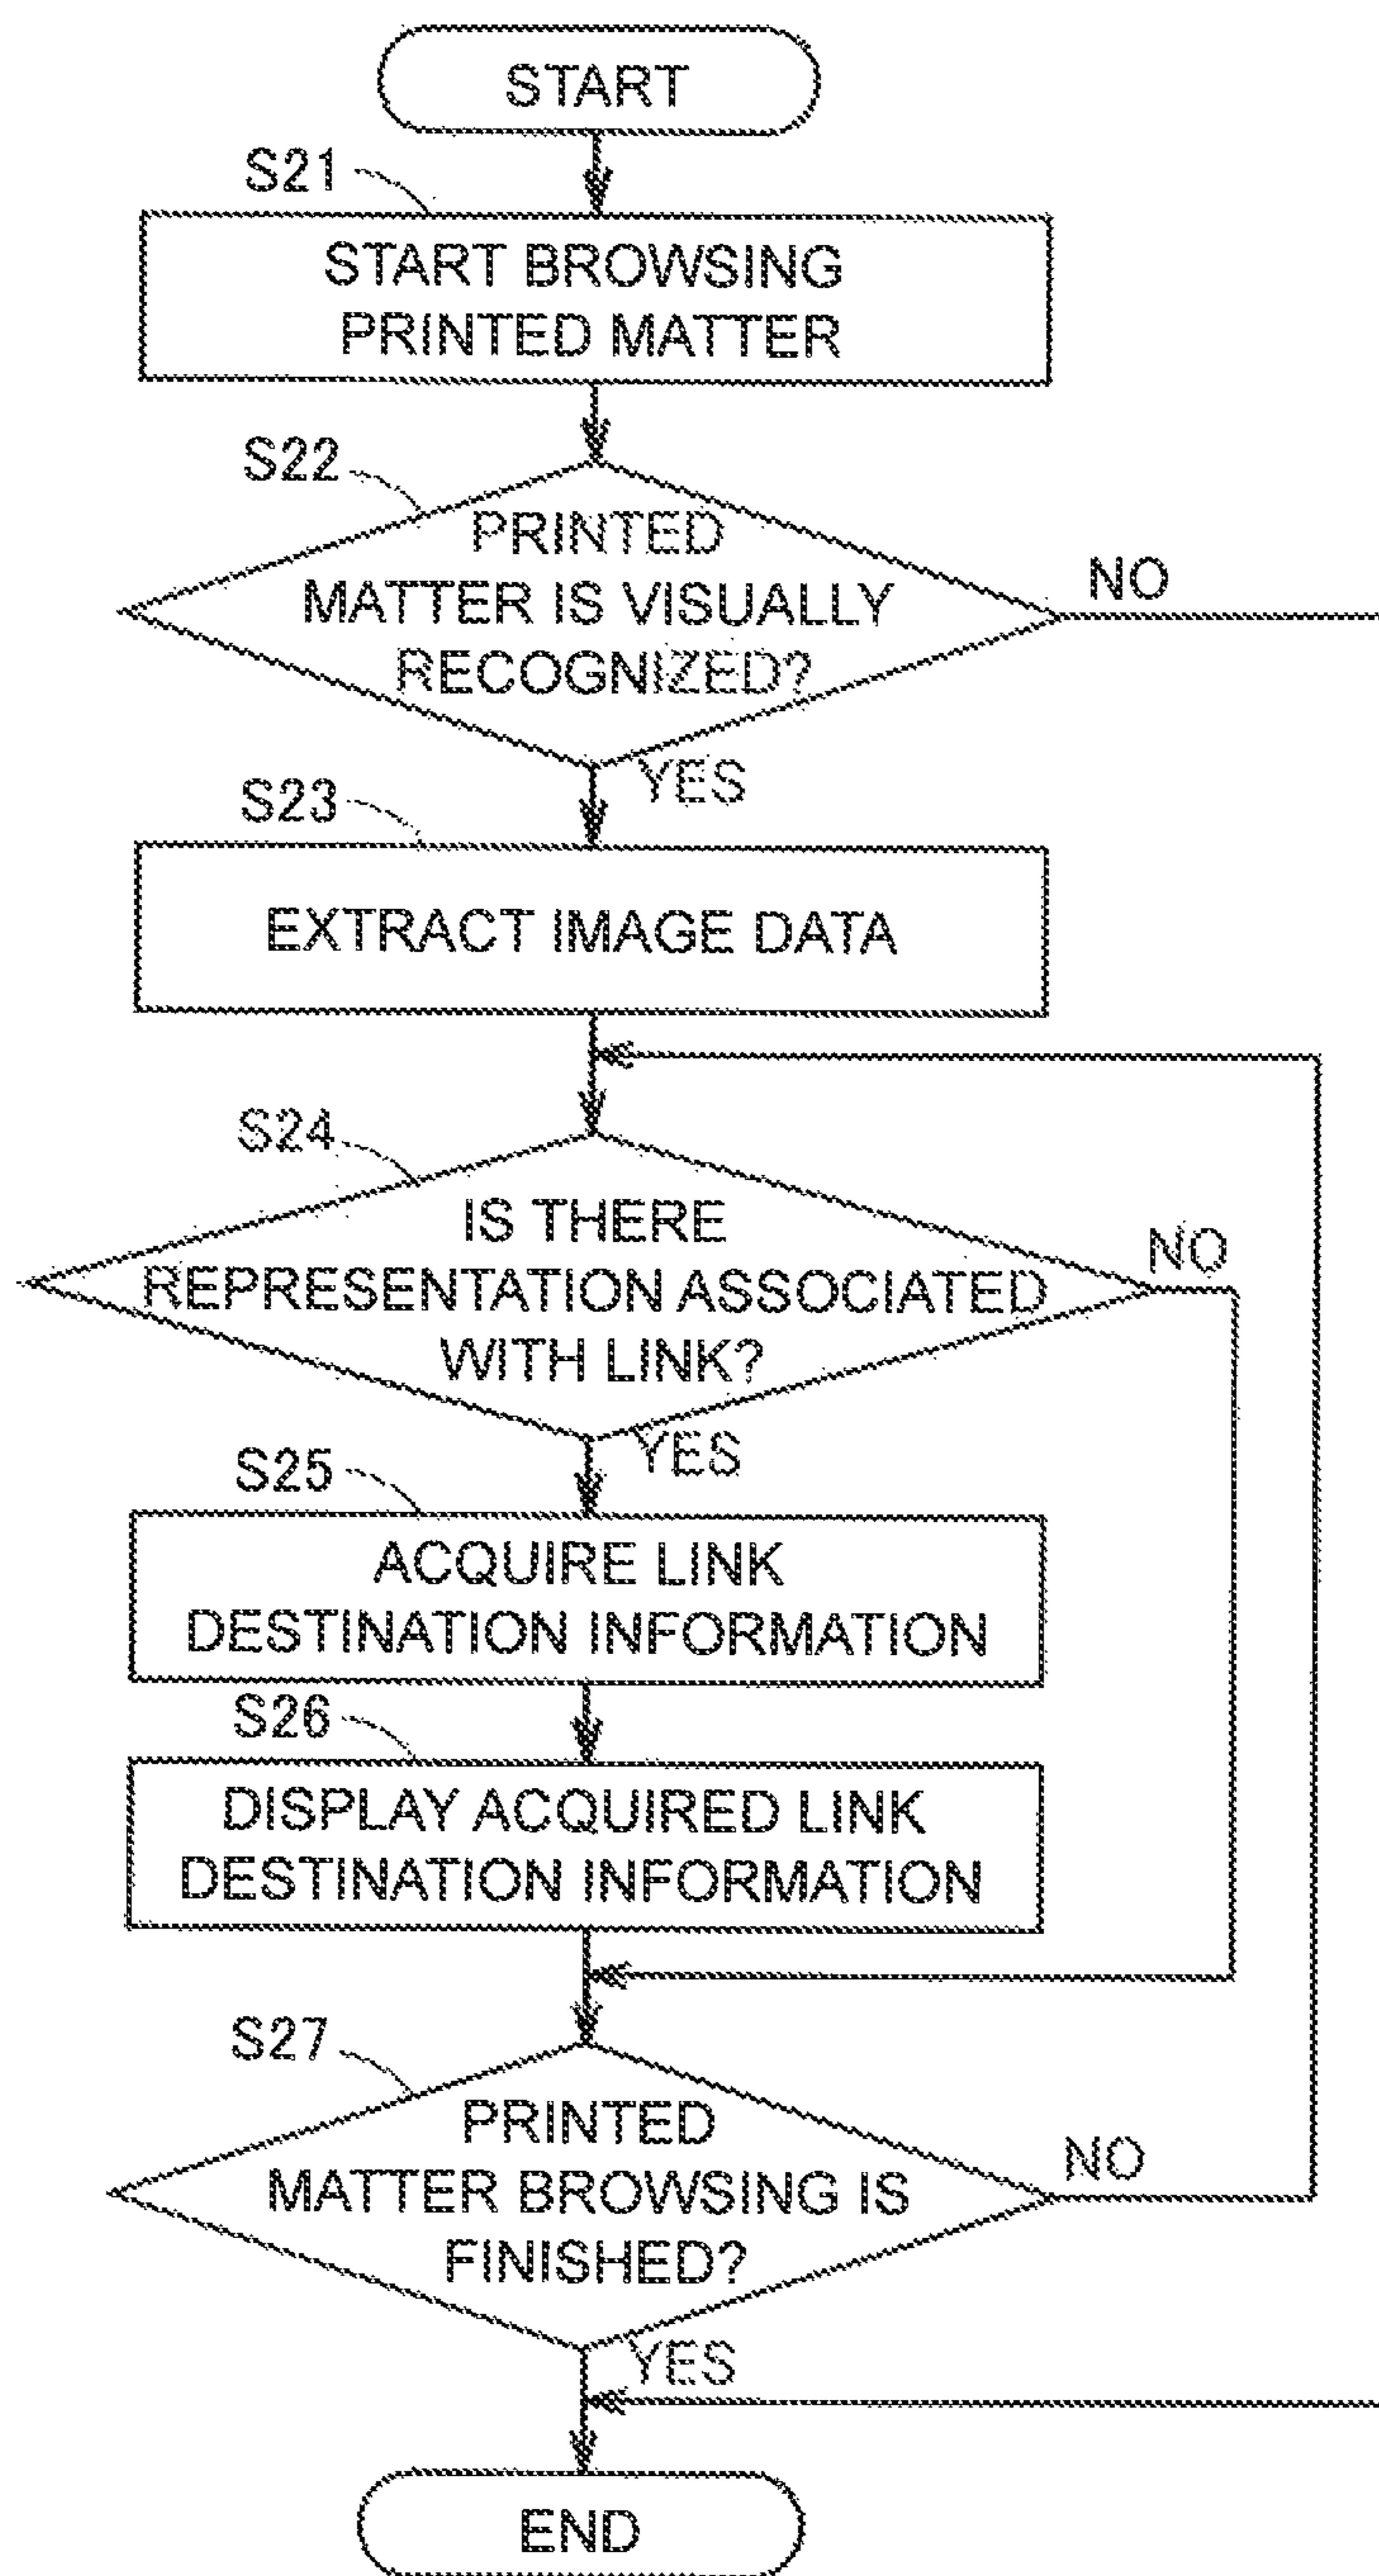 START
S21
START BROWSING
PRINTED MATTER
S22
PRINTED
MATTER IS VISUALLY
RECOGNIZED?
NO
YES
S23
EXTRACT IMAGE DATA
S24
IS THERE
REPRESENTATION ASSOCIATED
WITH LINK?
NO
YES
S25
ACQUIRE LINK
DESTINATION INFORMATION
S26
DISPLAY ACQUIRED LINK
DESTINATION INFORMATION
S27
PRINTED
MATTER BROWSING IS
FINISHED?
NO
YES
END